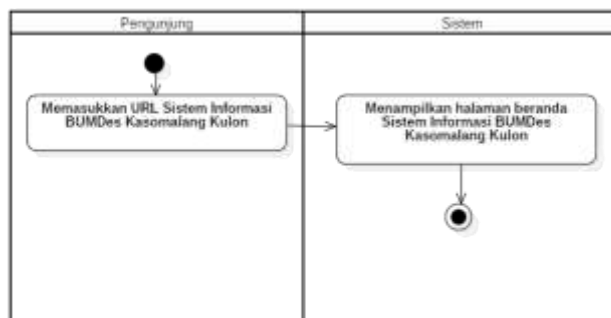 Pengunjung
Sistem
Memasukkan URL Sistem Informasi
BUMDes Kasomalang Kulon
Menampilkan halaman beranda
Sistem Informasi BUMDes
Kasomalang Kulon